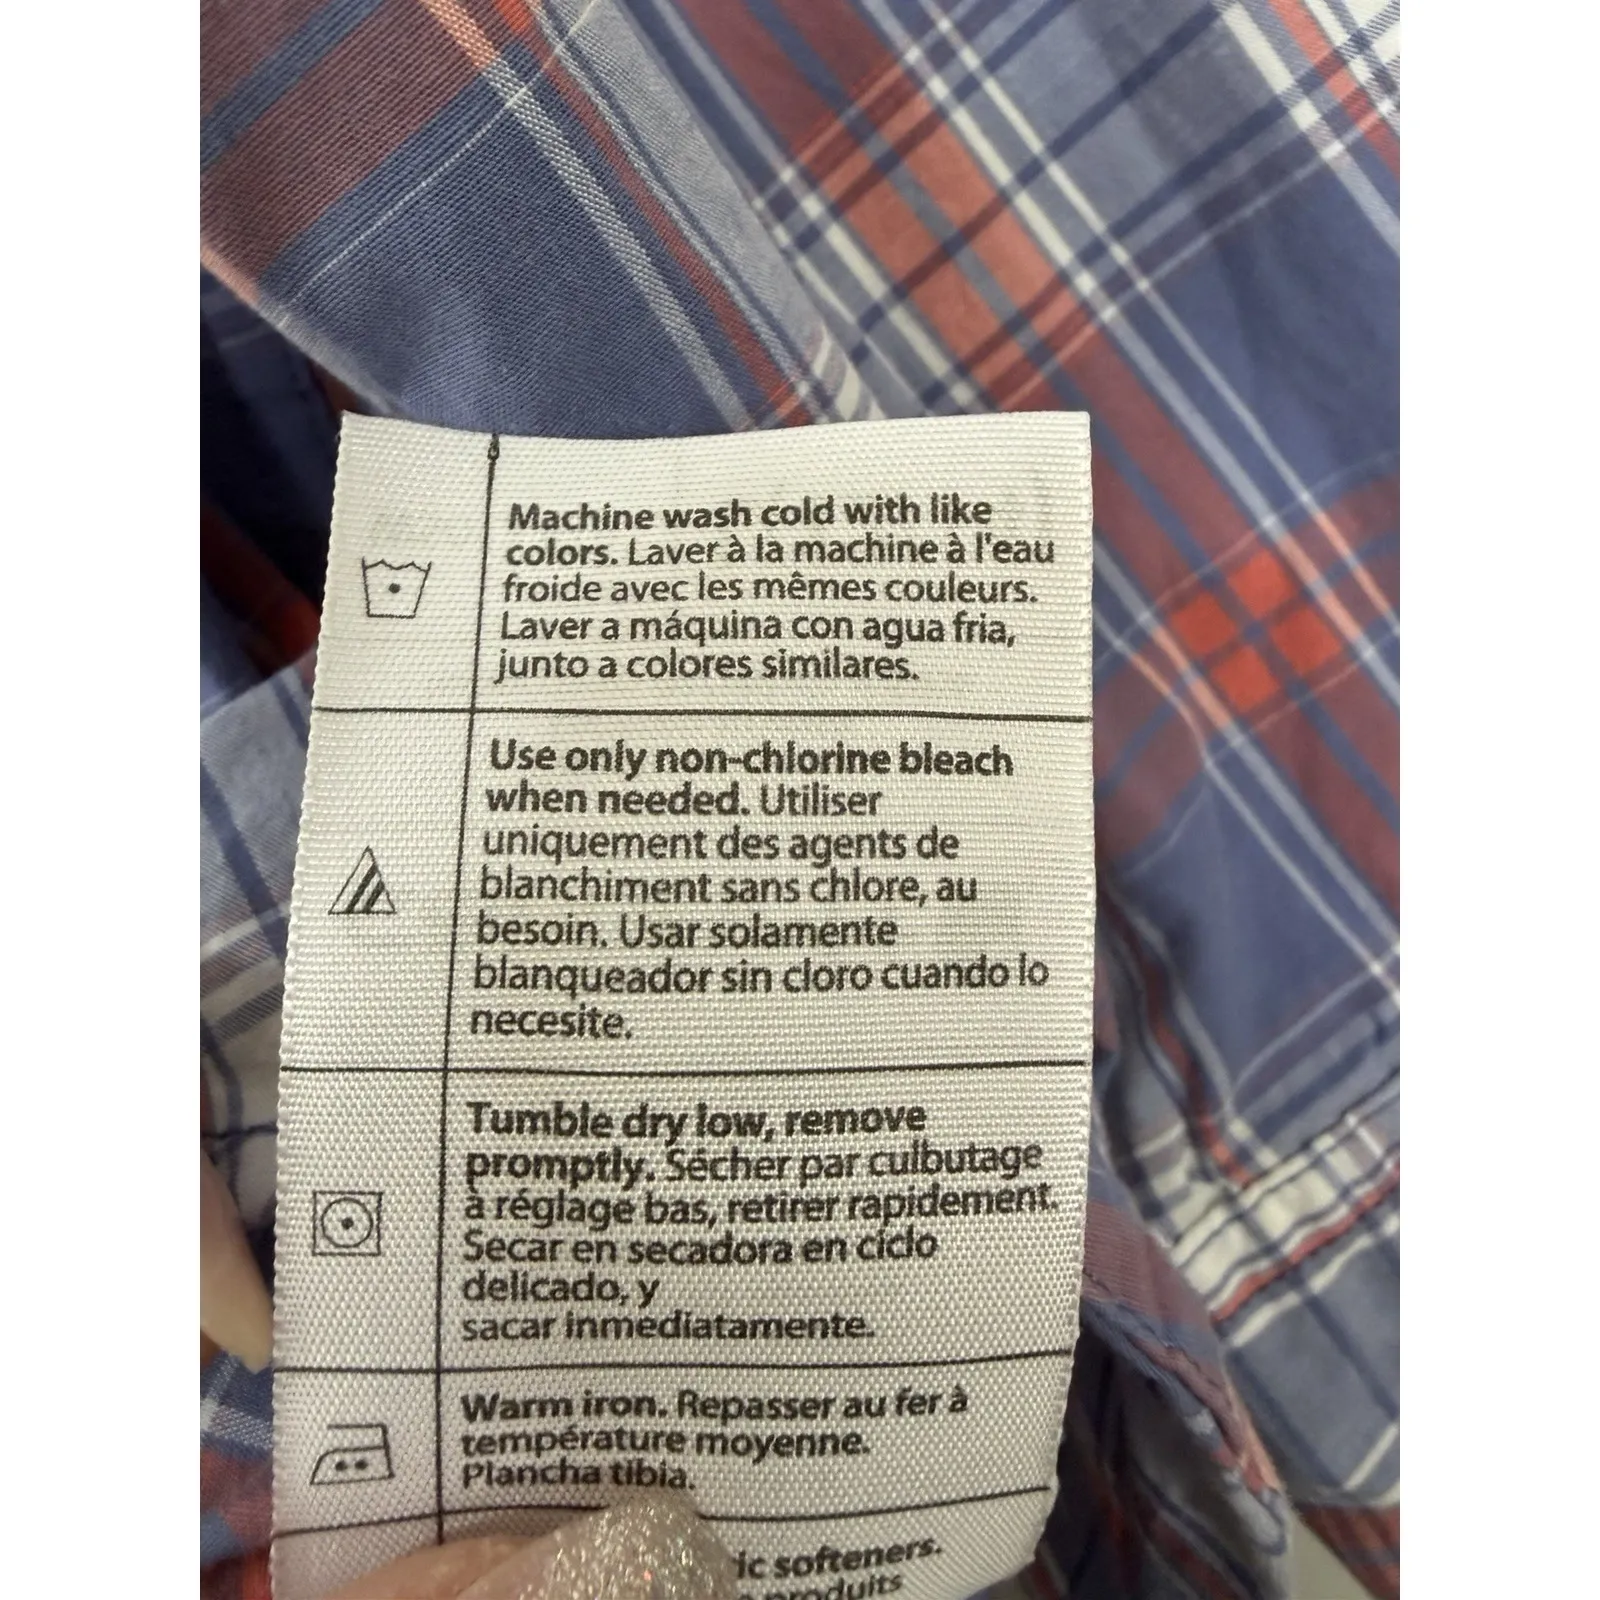 Machine wash cold with like
colors. Laver à la machine à l'eau
froide avec les mêmes couleurs.
Laver a máquina con agua fria,
junto a colores similares.
Use only non-chlorine bleach
when needed. Utiliser
uniquement des agents de
blanchiment sans chlore, au
besoin. Usar solamente
blanqueador sin cloro cuando lo
necesite.
Tumble dry low, remove
promptly. Sécher par culbutage
à réglage bas, retirer rapidement.
Secar en secadora en ciclo
delicado, y
sacar inmediatamente.
Warm iron. Repasser au fer à
température moyenne.
Plancha tibia.
softeners.
produits